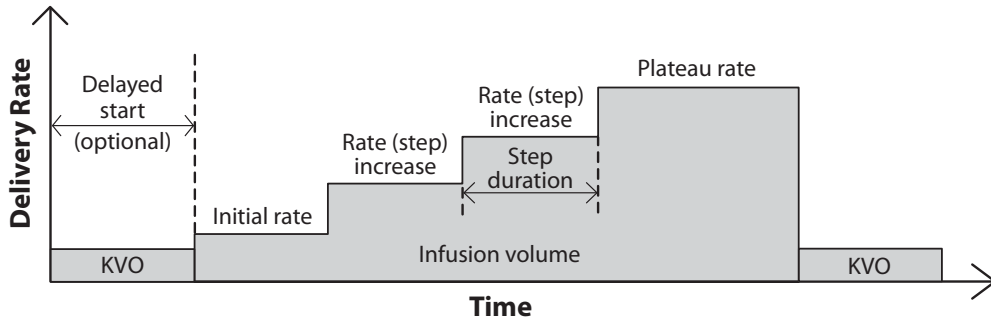 Delivery Rate
Delayed
start
(optional)
KVO
Initial rate
Rate (step)
increase
Rate (step)
increase
Step
duration
Plateau rate
Infusion volume
KVO
Time